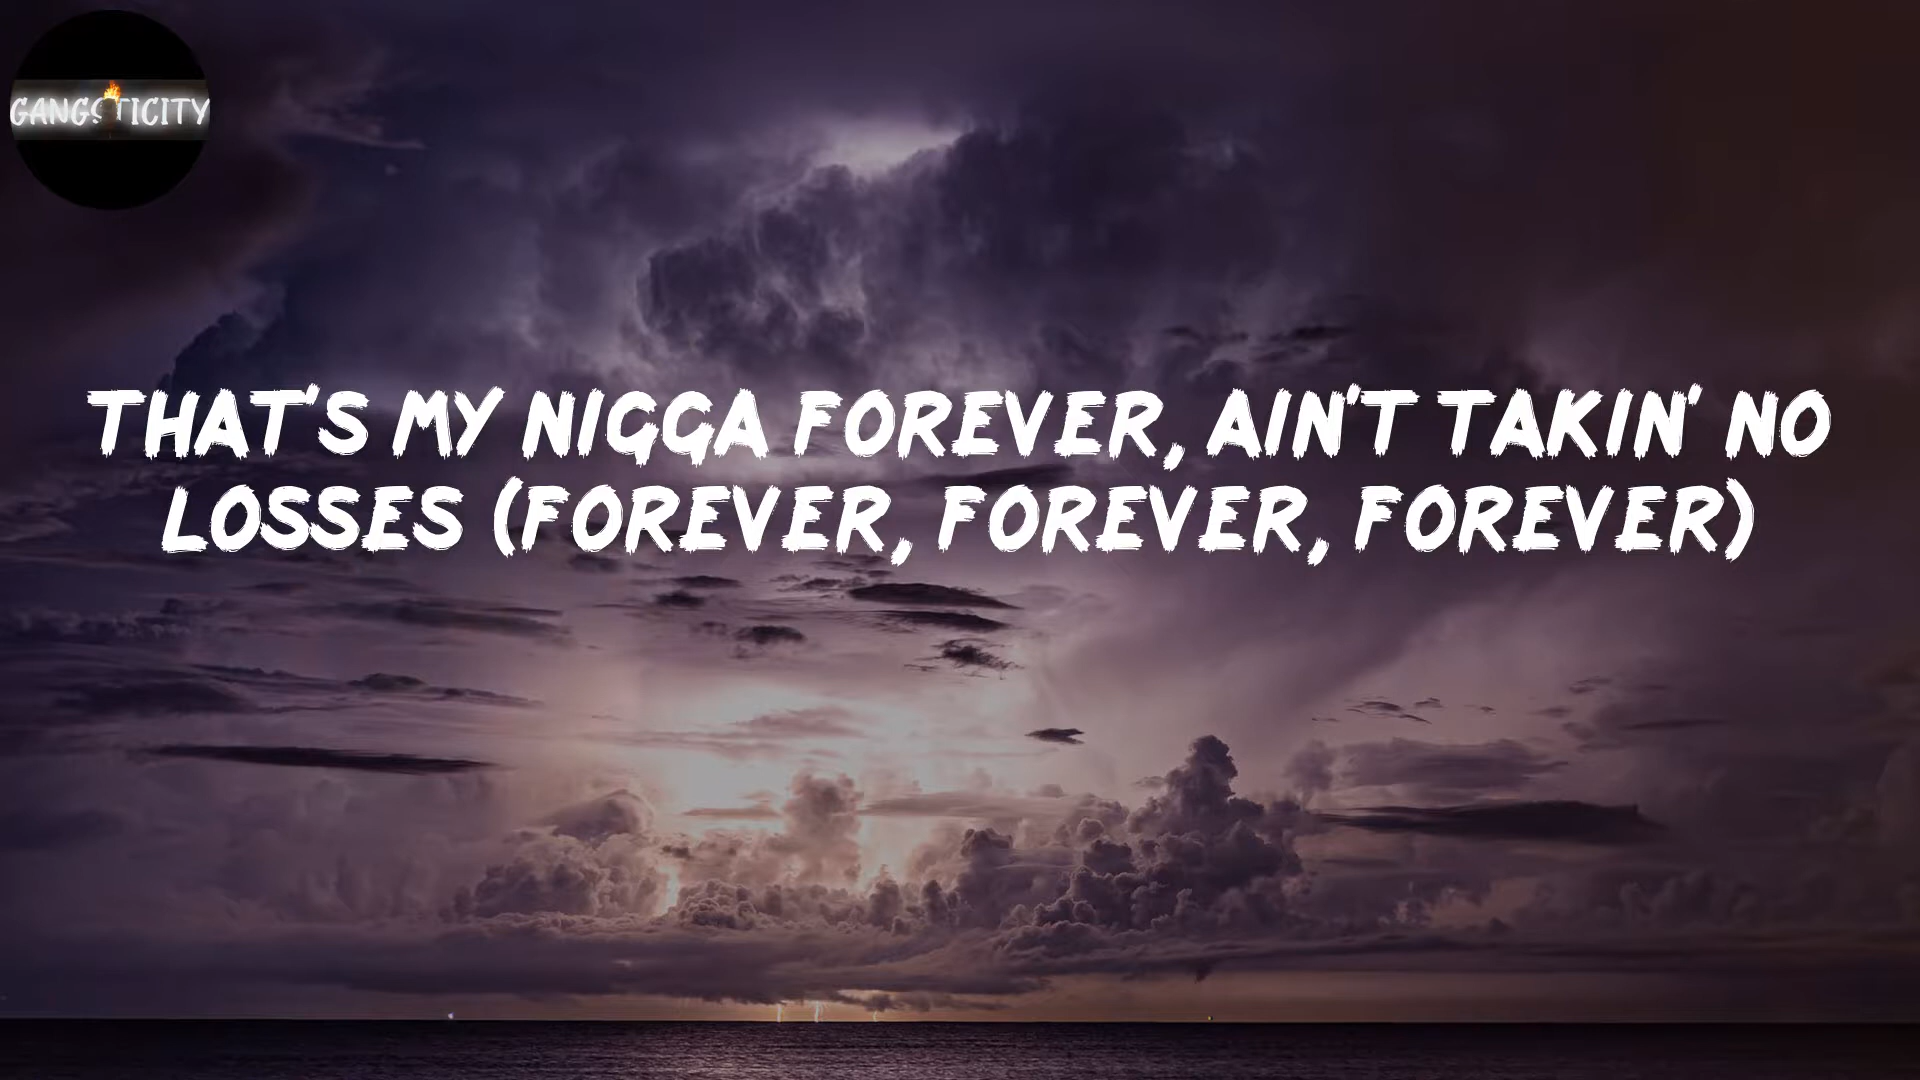 GANGSTICITY
THAT'S MY NIGGA FOREVER, AIN'T TAKIN' NO
LOSSES (FOREVER, FOREVER, FOREVER)